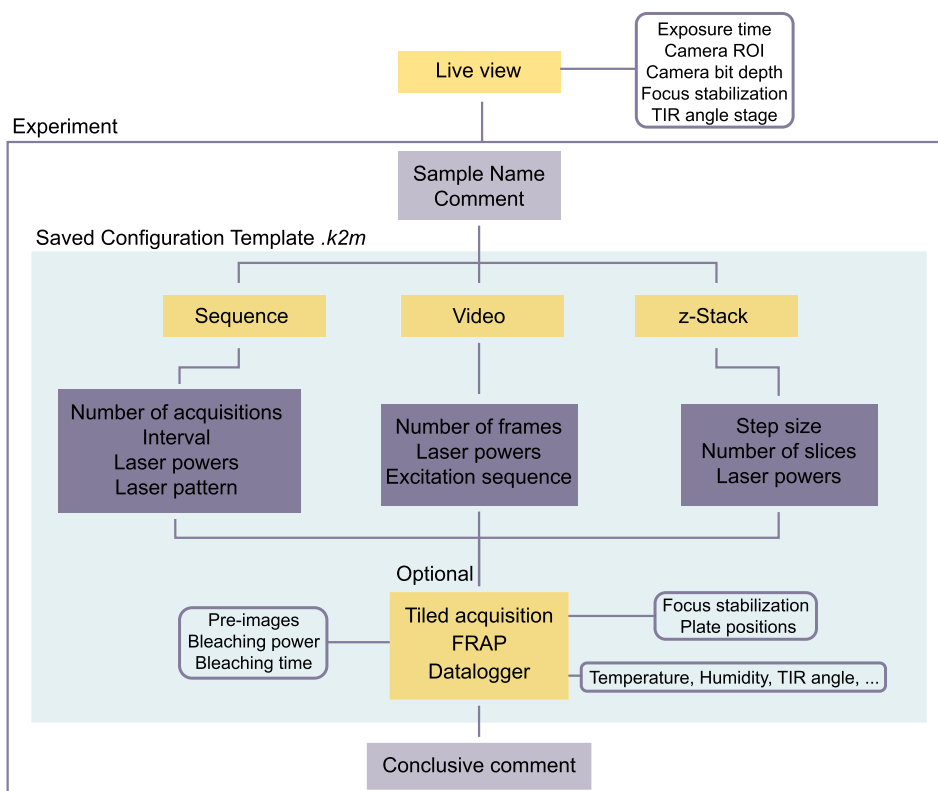 Live view
Exposure time
Camera ROI
Camera bit depth
Focus stabilization
TIR angle stage
Experiment
Sample Name
Comment
Saved Configuration Template .k2m
Sequence
Video
z-Stack
Number of acquisitions
Interval
Laser powers
Laser pattern
Number of frames
Laser powers
Excitation sequence
Step size
Number of slices
Laser powers
Optional
Tiled acquisition
FRAP
Datalogger
Pre-images
Bleaching power
Bleaching time
Focus stabilization
Plate positions
Temperature, Humidity, TIR angle, ...
Conclusive comment